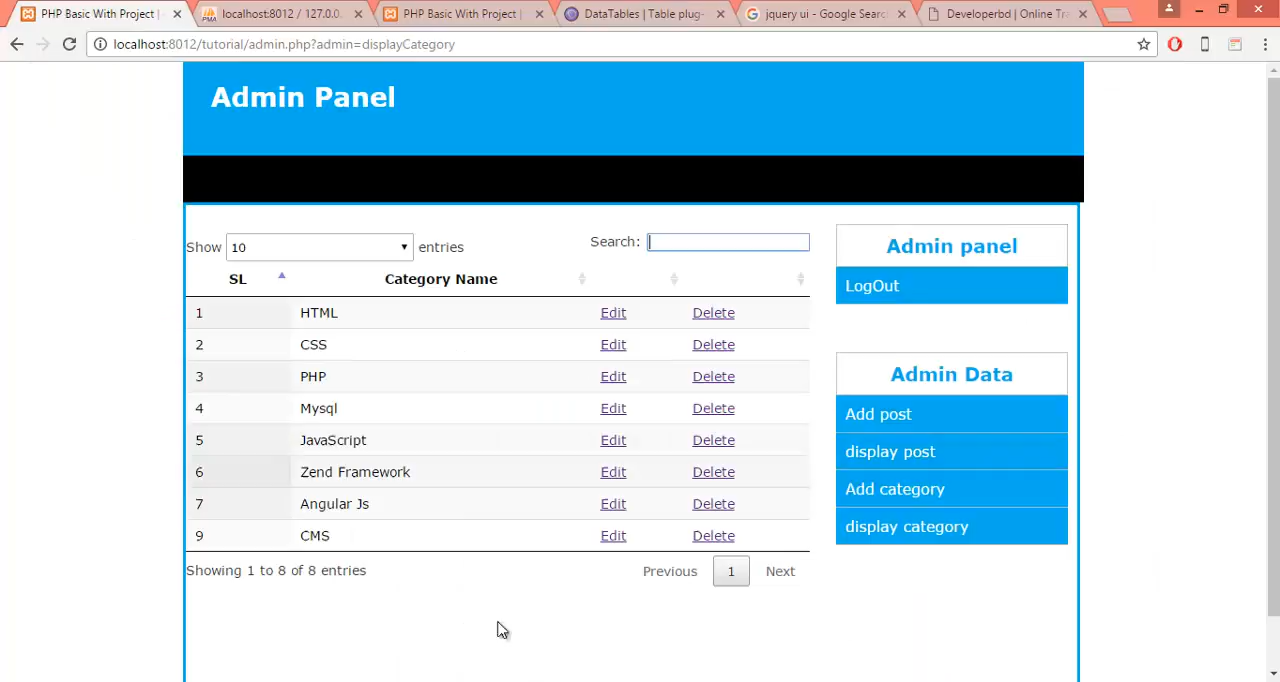 PHP Basic With Project |
localhost:8012 / 127.0.0.
PHP Basic With Project |
DataTables | Table plug-
jquery ui - Google Searc
Developerbd | Online Tra
localhost:8012/tutorial/admin.php?admin=displayCategory
Admin Panel
Show 10 entries
Search:
SL Category Name
1 HTML Edit Delete
2 CSS Edit Delete
3 PHP Edit Delete
4 Mysql Edit Delete
5 JavaScript Edit Delete
6 Zend Framework Edit Delete
7 Angular Js Edit Delete
9 CMS Edit Delete
Showing 1 to 8 of 8 entries
Previous 1 Next
Admin panel
LogOut
Admin Data
Add post
display post
Add category
display category